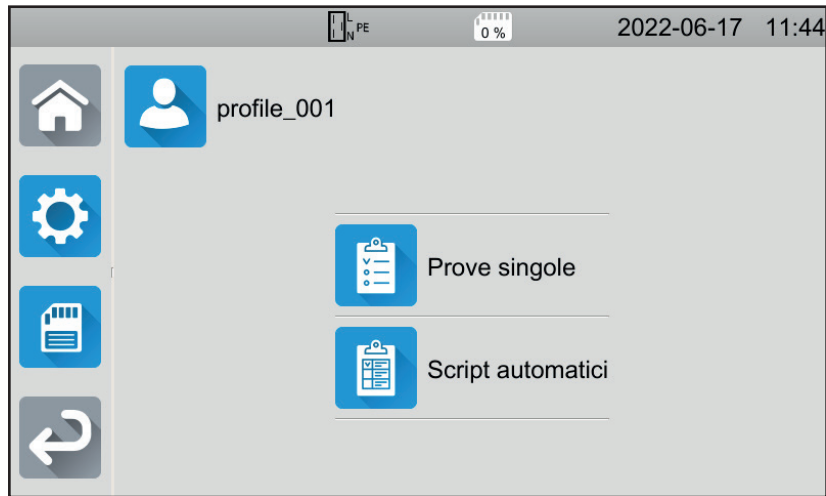 L
N PE
0 %
2022-06-17 11:44
profile_001
Prove singole
Script automatici